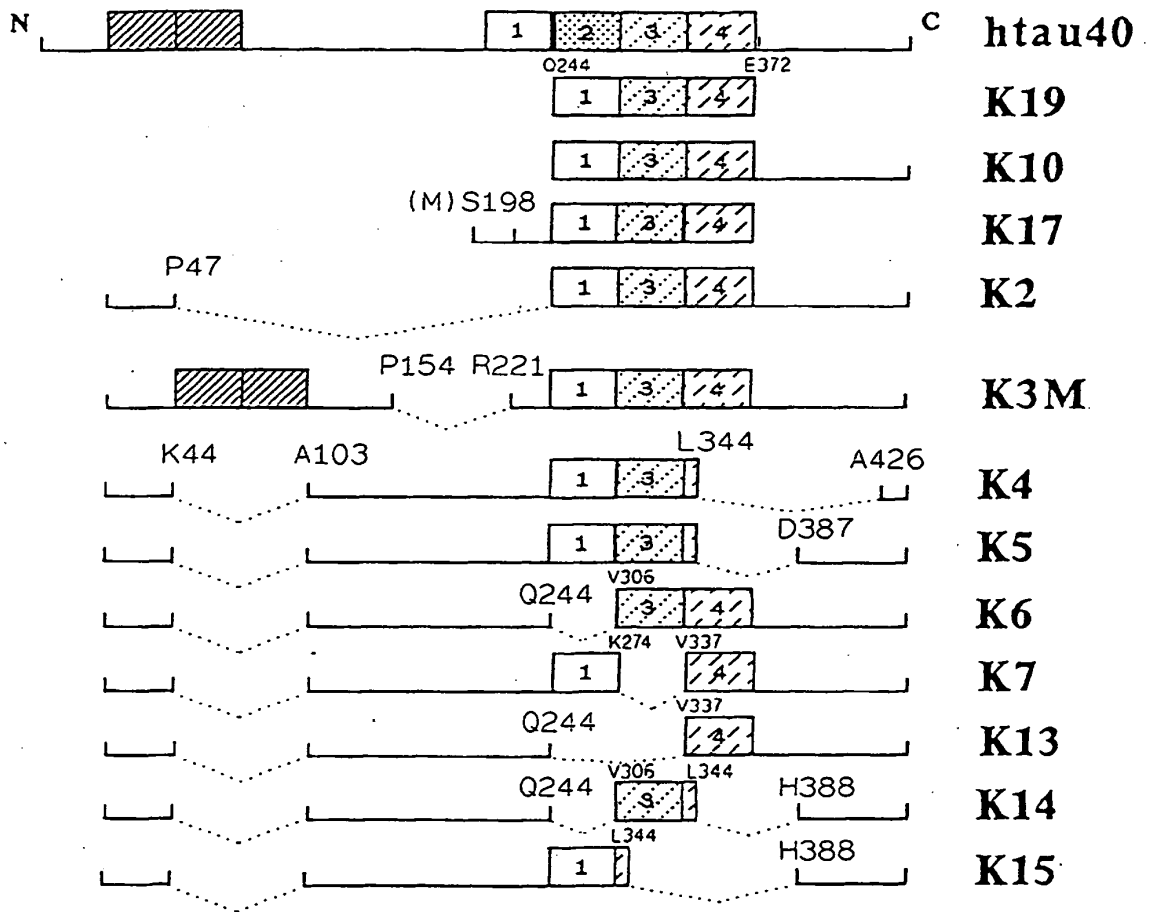 N C htau40
1 2 3 4
Q244 E372
1 3 4 K19
1 3 4 K10
(M) S198
1 3 4 K17
P47
1 3 4 K2
P154 R221
1 3 4 K3M
K44 A103 L344 A426
1 3 K4
D387
1 3 K5
V306
Q244
3 4 K6
K274 V337
1 4 K7
V337
Q244
4 K13
V306 L344
Q244 H388
3 K14
L344
H388
1 K15